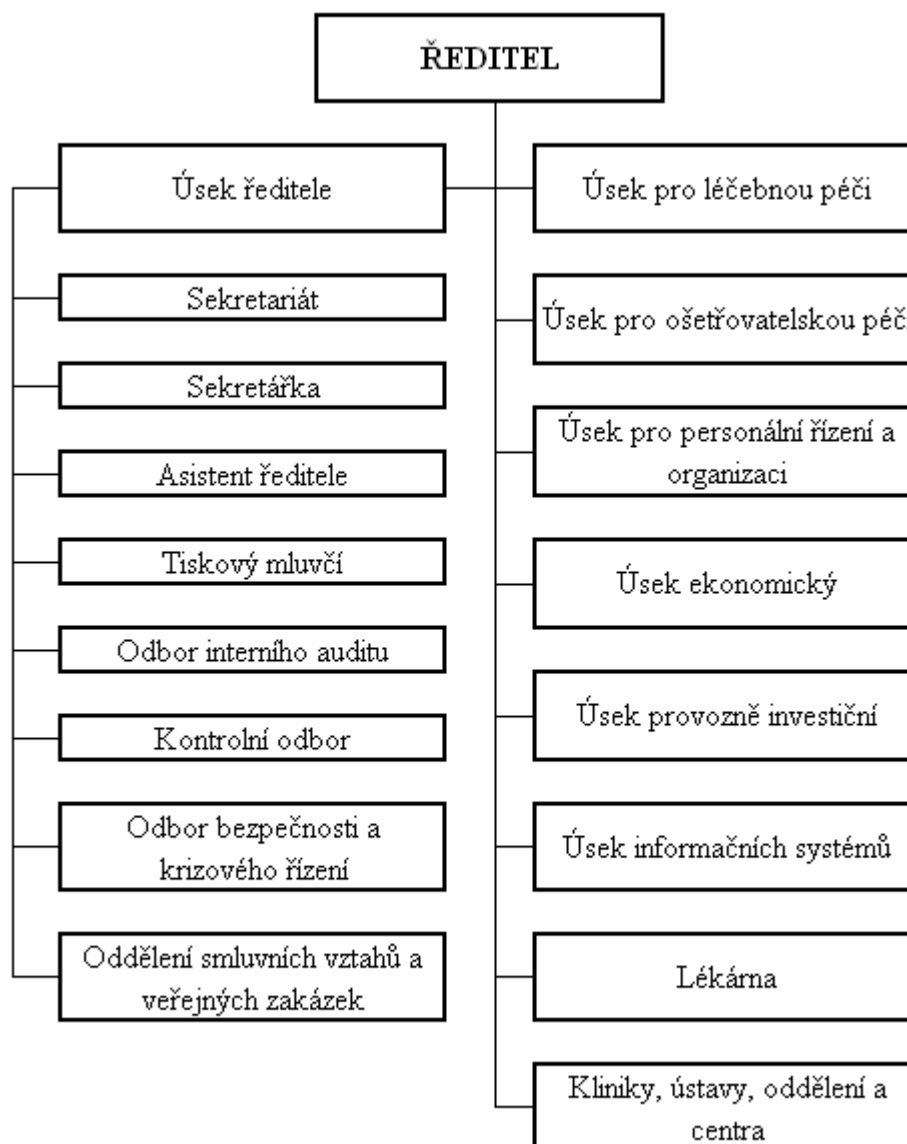 ŘEDITEL
Úsek ředitele
Sekretariát
Sekretářka
Asistent ředitele
Tiskový mluvčí
Odbor interního auditu
Kontrolní odbor
Odbor bezpečnosti a
krizového řízení
Oddělení smluvních vztahů a
veřejných zakázek
Úsek pro léčebnou péči
Úsek pro ošetřovatelskou péči
Úsek pro personální řízení a
organizaci
Úsek ekonomický
Úsek provozně investiční
Úsek informačních systémů
Lékárna
Kliniky, ústavy, oddělení a
centra